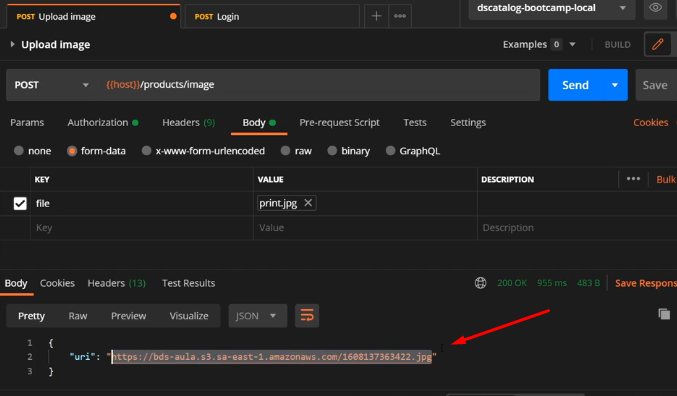 POST Upload image
POST Login
+
•••
dscatalog-bootcamp-local
Upload image
Examples 0
BUILD
POST
{{host}}/products/image
Send
Save
Params Authorization Headers (9) Body Pre-request Script Tests Settings Cookies
none form-data x-www-form-urlencoded raw binary GraphQL
KEY VALUE DESCRIPTION ••• Bulk
file print.jpg ×
Key Value Description
Body Cookies Headers (13) Test Results 200 OK 955 ms 483 B Save Respons
Pretty Raw Preview Visualize JSON
1 {
2 "uri": "https://bds-aula.s3.sa-east-1.amazonaws.com/1608137363422.jpg"
3 }